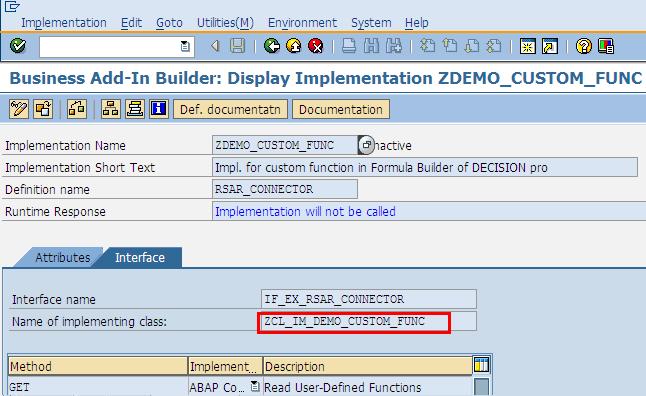 Implementation Edit Goto Utilities(M) Environment System Help
Business Add-In Builder: Display Implementation ZDEMO_CUSTOM_FUNC
Def. documentatn Documentation
Implementation Name ZDEMO_CUSTOM_FUNC Inactive
Implementation Short Text Impl. for custom function in Formula Builder of DECISION pro
Definition name RSAR_CONNECTOR
Runtime Response Implementation will not be called
Attributes Interface
Interface name IF_EX_RSAR_CONNECTOR
Name of implementing class: ZCL_IM_DEMO_CUSTOM_FUNC
Method Implement... Description
GET ABAP Co... Read User-Defined Functions